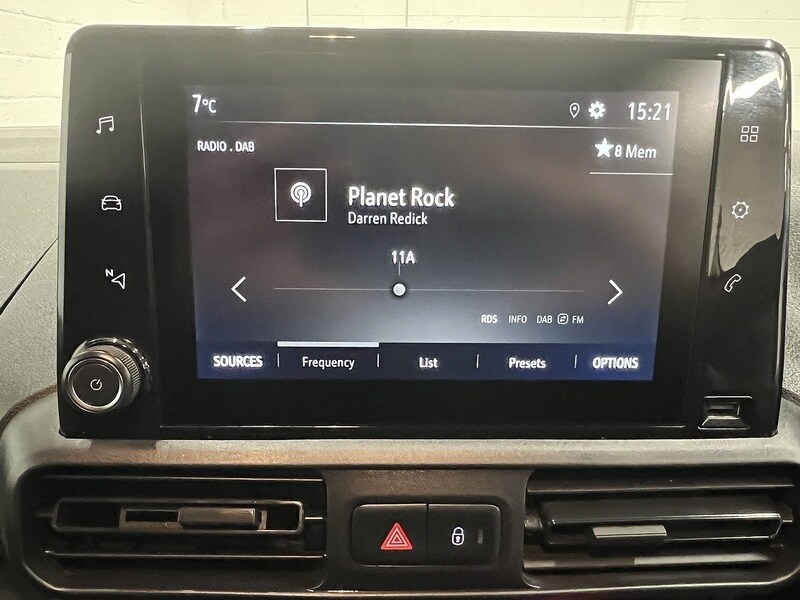 7°C
15:21
RADIO . DAB
8 Mem
Planet Rock
Darren Redick
11A
N
RDS INFO DAB FM
SOURCES Frequency List Presets OPTIONS